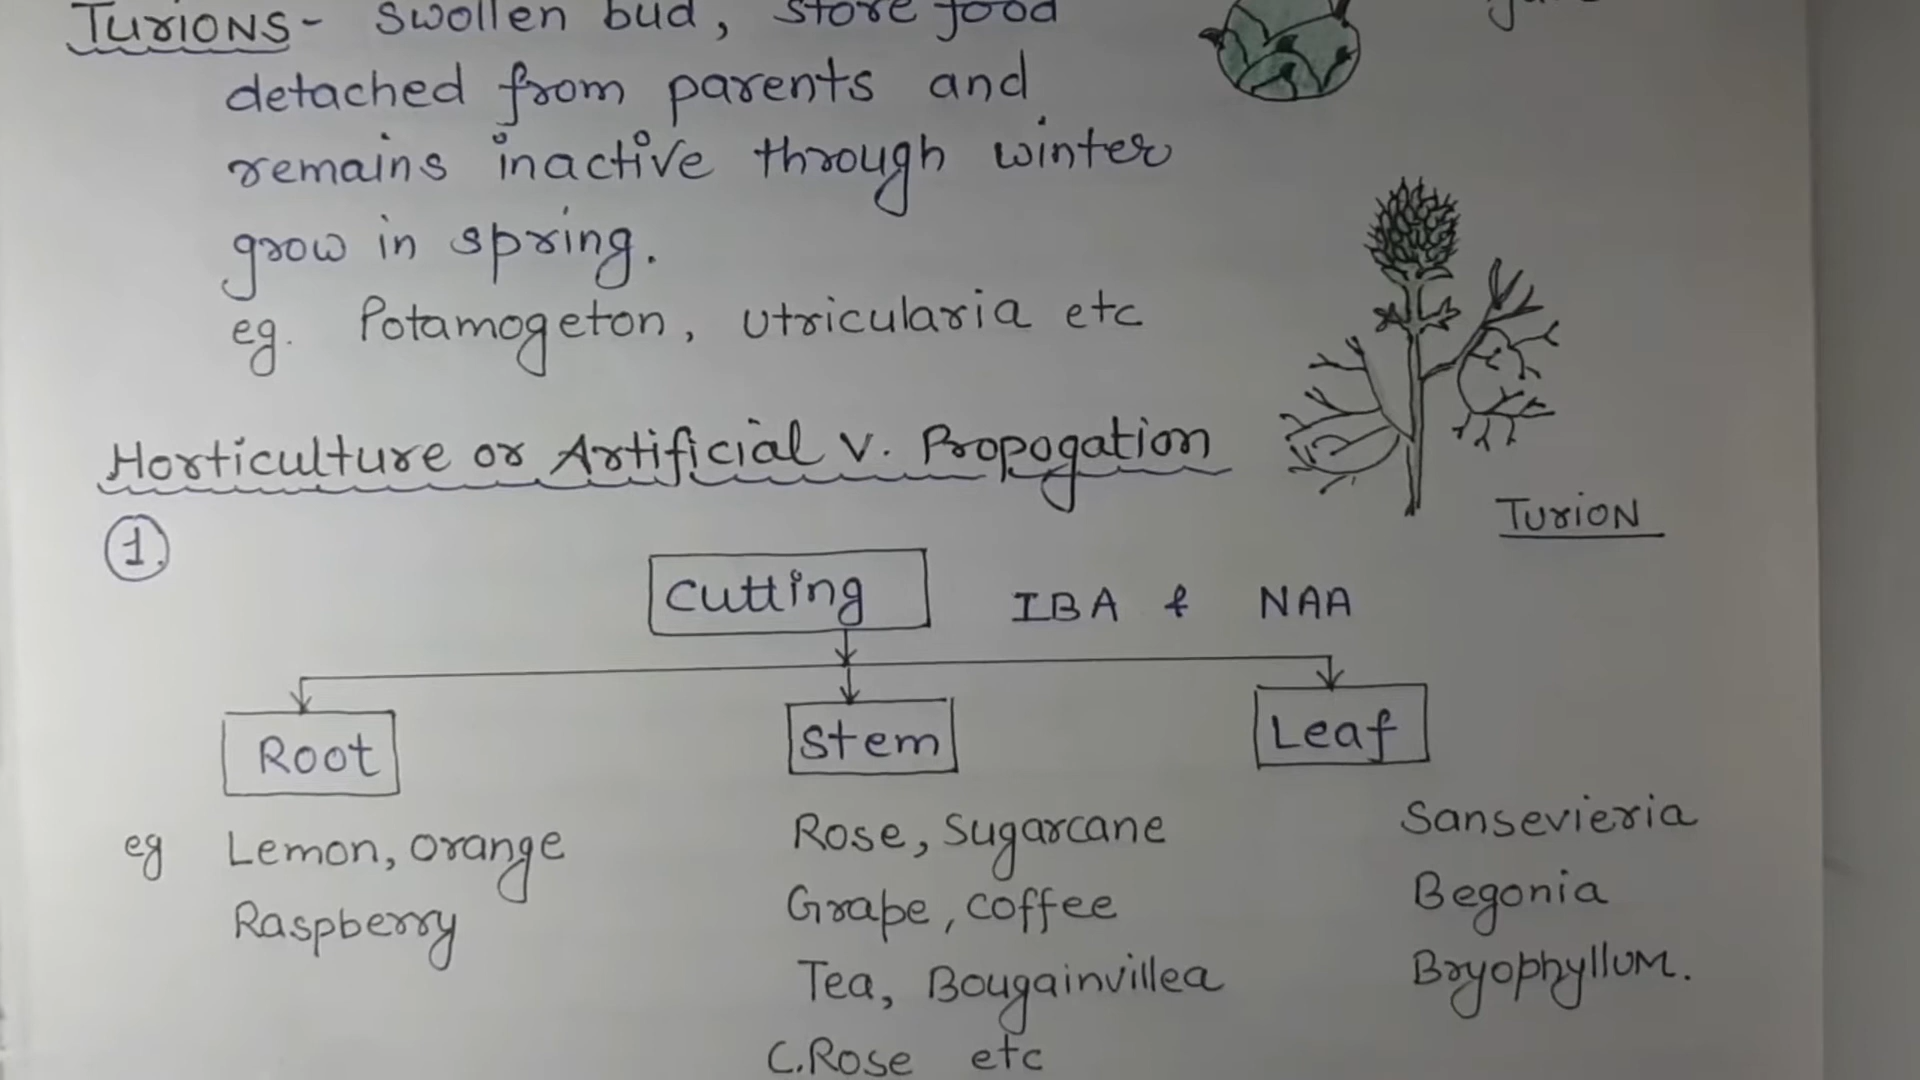 TURIONS - Swollen bud, store food
detached from parents and
remains inactive through winter
grow in spring.
eg. Potamogeton, Utricularia etc
Horticulture or Artificial V. Propogation
TURION
1.
Cutting IBA & NAA
Root Stem Leaf
eg Lemon, orange Rose, Sugarcane Sansevieria
Raspberry Grape, coffee Begonia
Tea, Bougainvillea Bryophyllum.
C.Rose etc